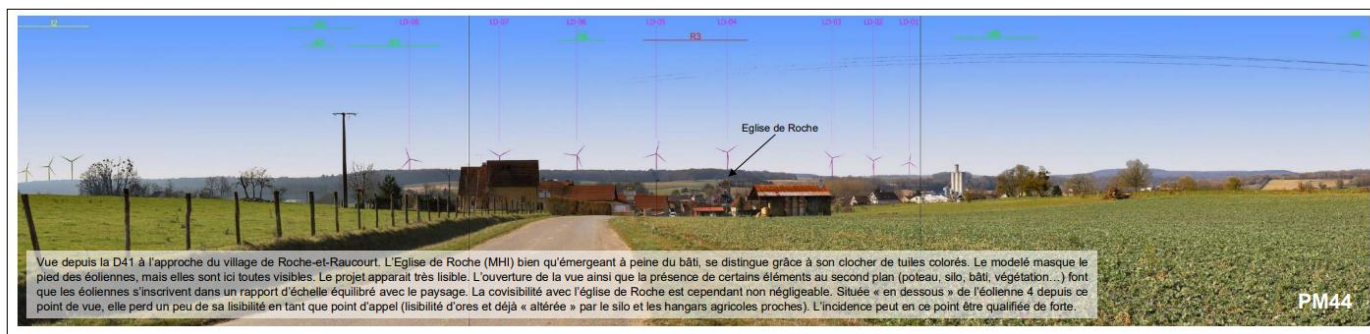 LO-08 LO-07 LO-06 LO-05 LO-04 LO-03 LO-02 LO-01
R3
Eglise de Roche
Vue depuis la D41 à l'approche du village de Roche-et-Raucourt. L'Eglise de Roche (MHI) bien qu'émergeant à peine du bâti, se distingue grâce à son clocher de tuiles colorés. Le modelé masque le
pied des éoliennes, mais elles sont ici toutes visibles. Le projet apparait très lisible. L'ouverture de la vue ainsi que la présence de certains éléments au second plan (poteau, silo, bâti, végétation...) font
que les éoliennes s'inscrivent dans un rapport d'échelle équilibré avec le paysage. La covisibilité avec l'église de Roche est cependant non négligeable. Située « en dessous » de l'éolienne 4 depuis ce
point de vue, elle perd un peu de sa lisibilité en tant que point d'appel (lisibilité d'ores et déjà « altérée » par le silo et les hangars agricoles proches). L'incidence peut en ce point être qualifiée de forte.
PM44